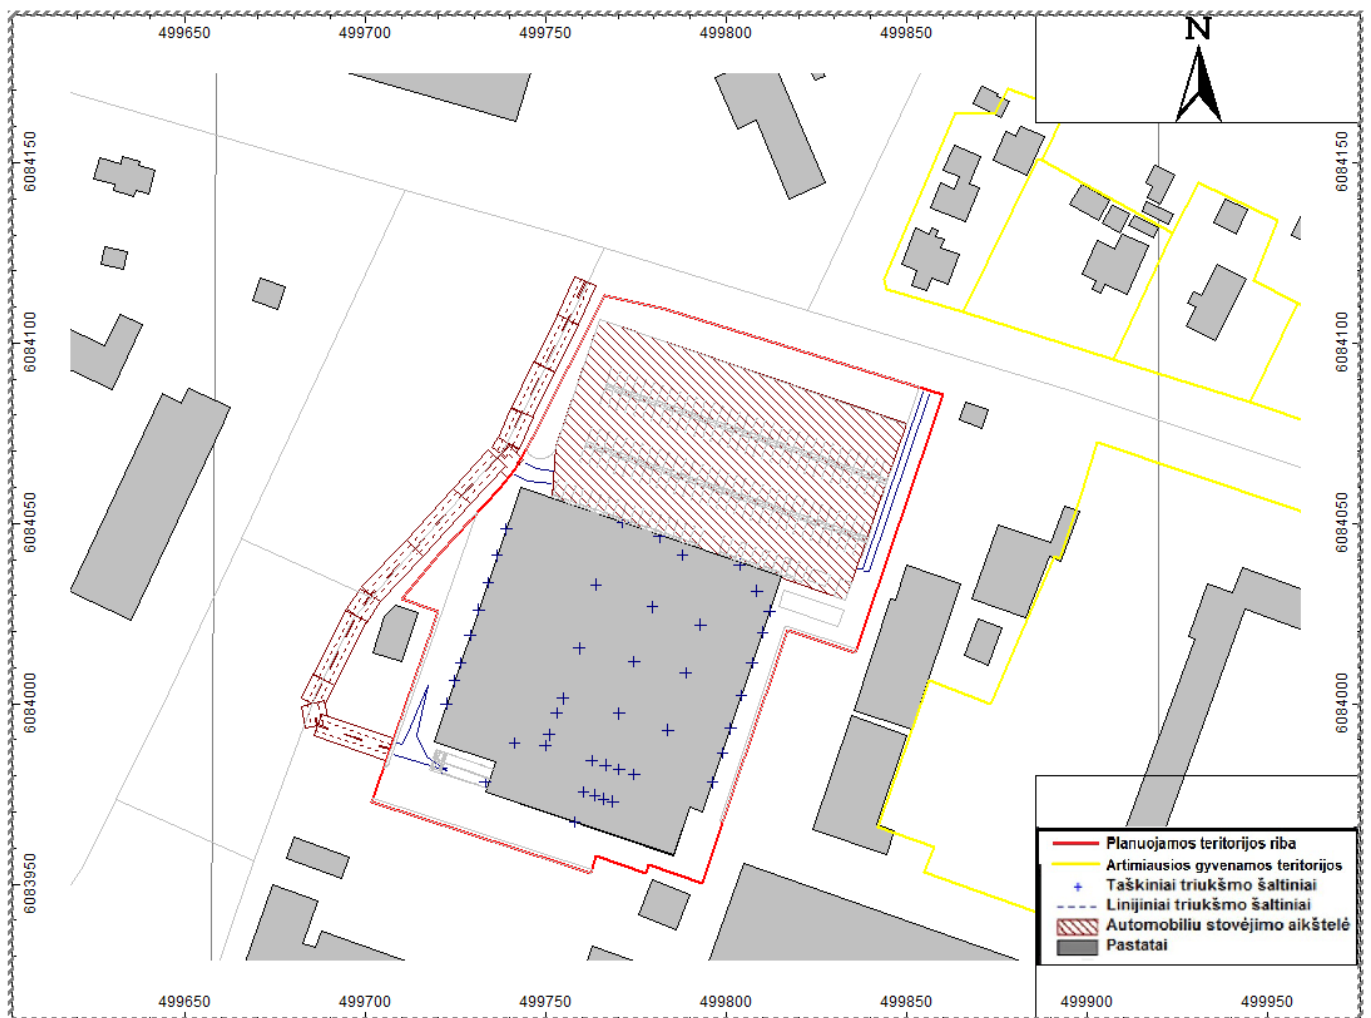 499650 499700 499750 499800 499850
N
6084150 6084150
6084100 6084100
6084050 6084050
6084000 6084000
6083950
Planuojamos teritorijos riba
Artimiausios gyvenamos teritorijos
Taškiniai triukšmo šaltiniai
Linijiniai triukšmo šaltiniai
Automobiliu stovėjimo aikštelė
Pastatai
499650 499700 499750 499800 499850 499900 499950